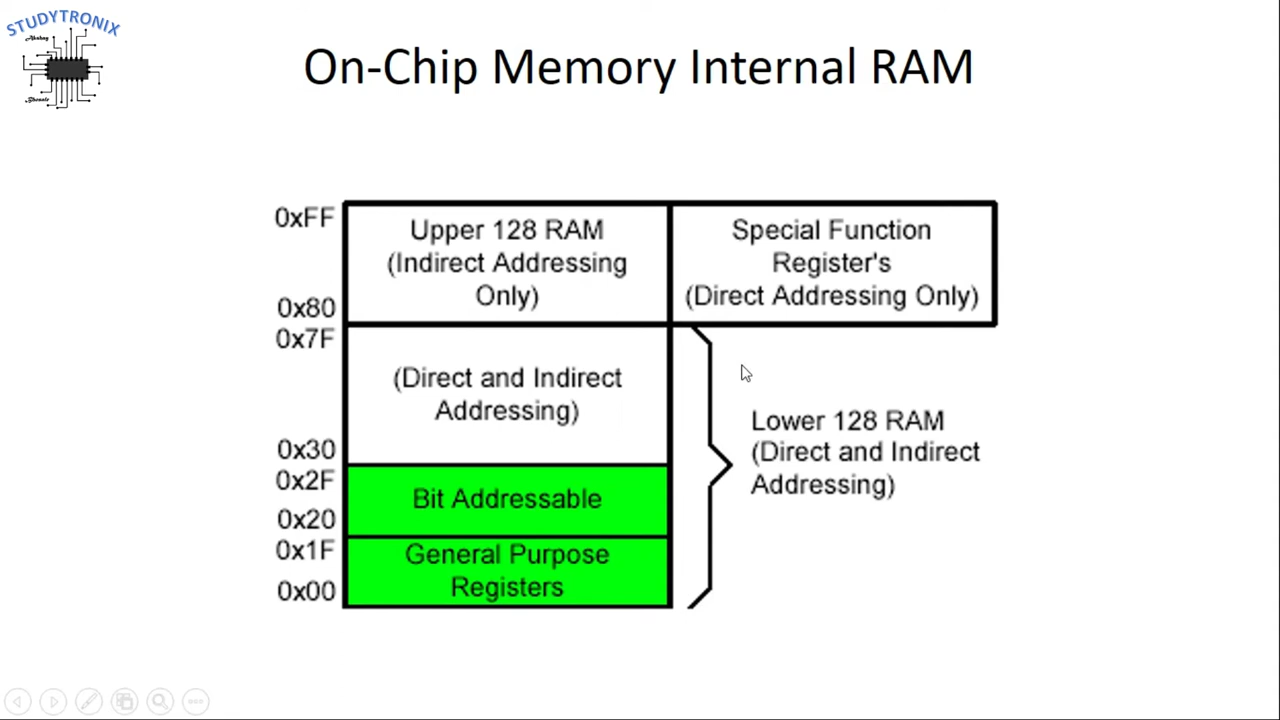 STUDYTRONIX
Akshay
Bhosale
On-Chip Memory Internal RAM
0xFF
0x80
0x7F
0x30
0x2F
0x20
0x1F
0x00
Upper 128 RAM
(Indirect Addressing
Only)
Special Function
Register's
(Direct Addressing Only)
(Direct and Indirect
Addressing)
Bit Addressable
General Purpose
Registers
Lower 128 RAM
(Direct and Indirect
Addressing)